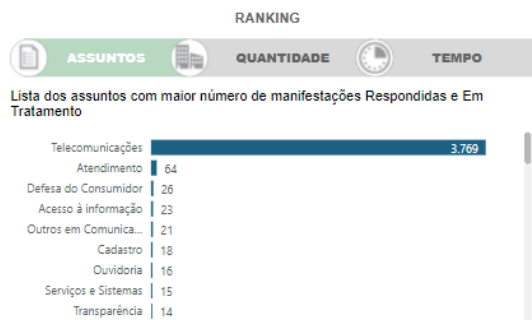 RANKING
ASSUNTOS QUANTIDADE TEMPO
Lista dos assuntos com maior número de manifestações Respondidas e Em
Tratamento
Telecomunicações 3.769
Atendimento 64
Defesa do Consumidor 26
Acesso à informação 23
Outros em Comunica... 21
Cadastro 18
Ouvidoria 16
Serviços e Sistemas 15
Transparência 14